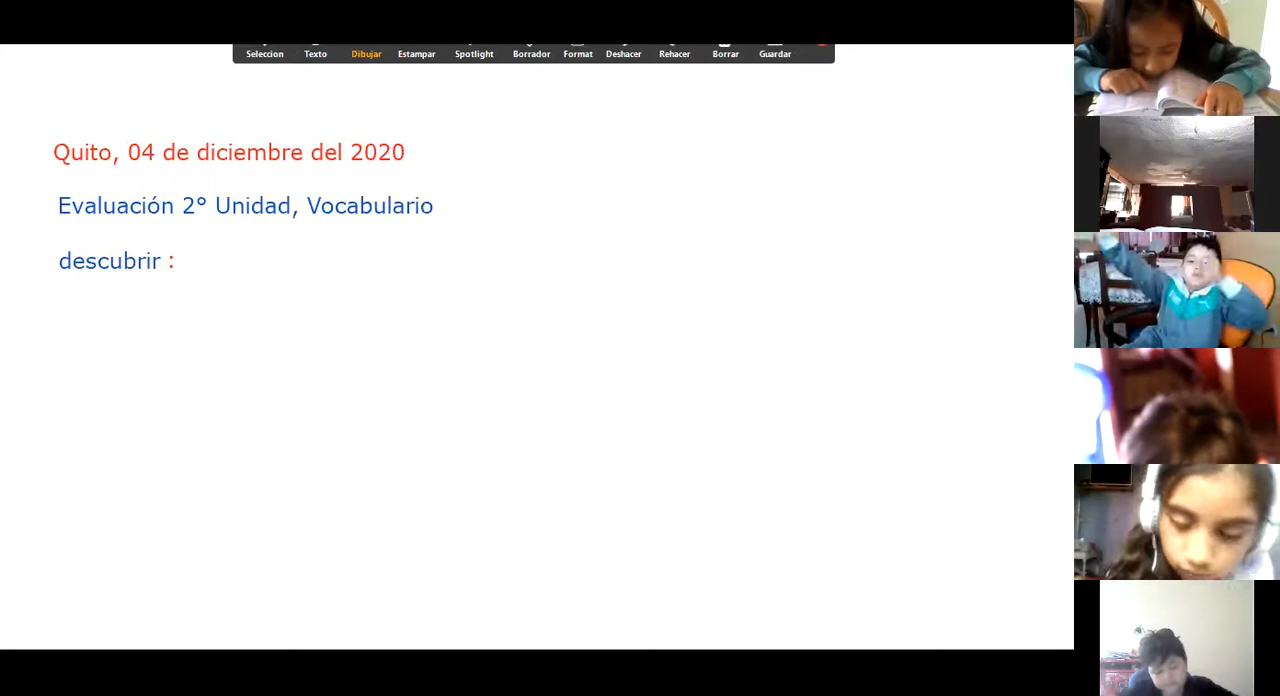 Seleccion Texto Dibujar Estampar Spotlight Borrador Format Deshacer Rehacer Borrar Guardar
Quito, 04 de diciembre del 2020
Evaluación 2° Unidad, Vocabulario
descubrir :